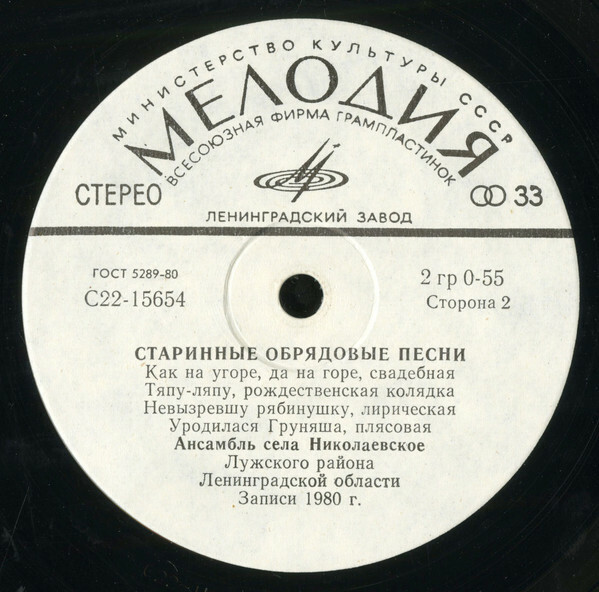 МИНИСТЕРСТВО КУЛЬТУРЫ СССР
МЕЛОДИЯ
ВСЕСОЮЗНАЯ ФИРМА ГРАМПЛАСТИНОК
СТЕРЕО
33
ЛЕНИНГРАДСКИЙ ЗАВОД
ГОСТ 5289-80
С22-15654
2 гр 0-55
Сторона 2
СТАРИННЫЕ ОБРЯДОВЫЕ ПЕСНИ
Как на угоре, да на горе, свадебная
Тяпу-ляпу, рождественская колядка
Невызревшу рябинушку, лирическая
Уродилася Груняша, плясовая
Ансамбль села Николаевское
Лужского района
Ленинградской области
Записи 1980 г.